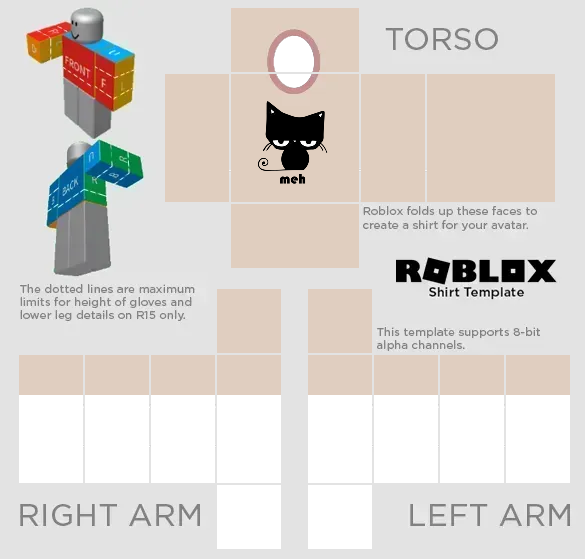 TORSO
FRONT
F
L
meh
BACK
R
Roblox folds up these faces to
create a shirt for your avatar.
ROBLOX
Shirt Template
The dotted lines are maximum
limits for height of gloves and
lower leg details on R15 only.
This template supports 8-bit
alpha channels.
RIGHT ARM
LEFT ARM